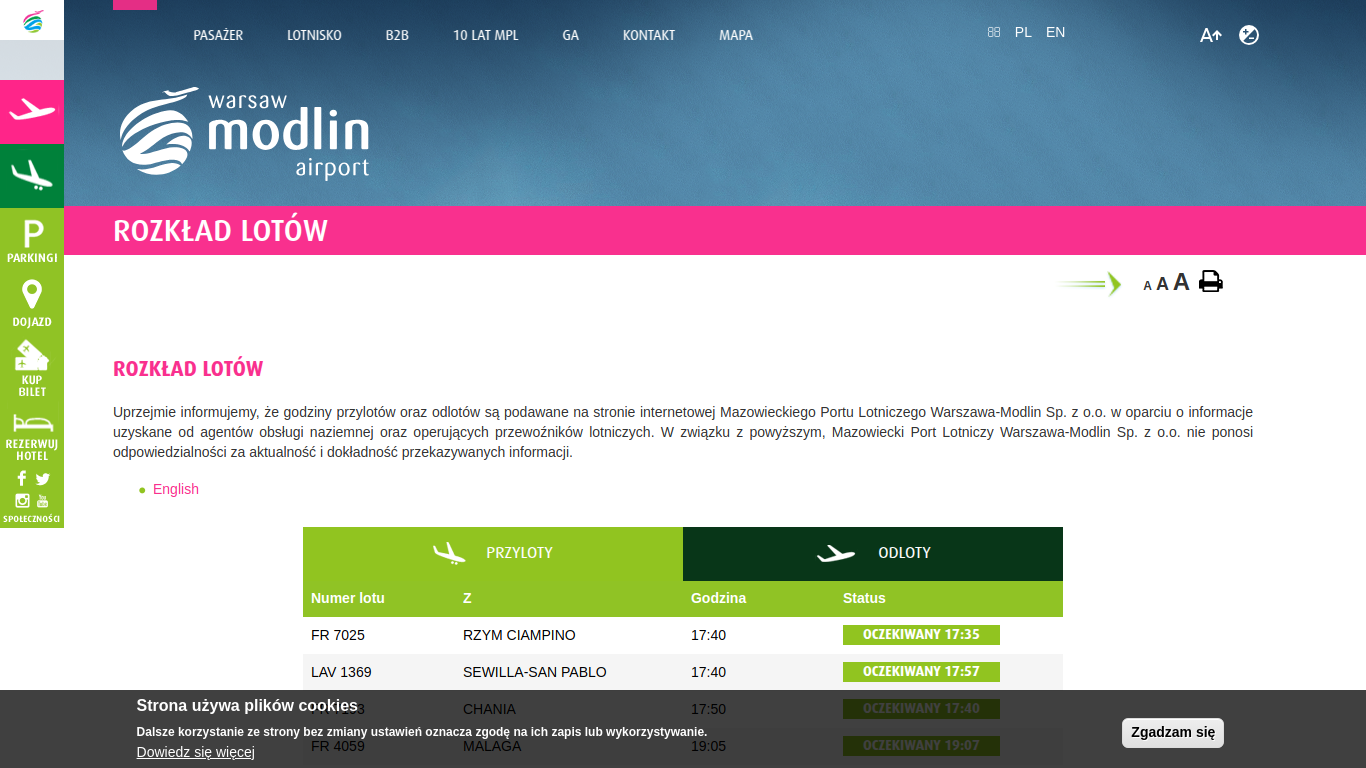 PASAŻER LOTNISKO B2B 10 LAT MPL GA KONTAKT MAPA PL EN A
warsaw
modlin
airport
ROZKŁAD LOTÓW
A A A
P
PARKINGI
DOJAZD
KUP
BILET
REZERWUJ
HOTEL
SPOŁECZNOŚCI
ROZKŁAD LOTÓW
Uprzejmie informujemy, że godziny przylotów oraz odlotów są podawane na stronie internetowej Mazowieckiego Portu Lotniczego Warszawa-Modlin Sp. z o.o. w oparciu o informacje
uzyskane od agentów obsługi naziemnej oraz operujących przewoźników lotniczych. W związku z powyższym, Mazowiecki Port Lotniczy Warszawa-Modlin Sp. z o.o. nie ponosi
odpowiedzialności za aktualność i dokładność przekazywanych informacji.
English
PRZYLOTY ODLOTY
Numer lotu Z Godzina Status
FR 7025 RZYM CIAMPINO 17:40 OCZEKIWANY 17:35
LAV 1369 SEWILLA-SAN PABLO 17:40 OCZEKIWANY 17:57
CHANIA 17:50 OCZEKIWANY 17:40
FR 4059 MALAGA 19:05 OCZEKIWANY 19:07
Strona używa plików cookies
Dalsze korzystanie ze strony bez zmiany ustawień oznacza zgodę na ich zapis lub wykorzystywanie.
Dowiedz się więcej
Zgadzam się